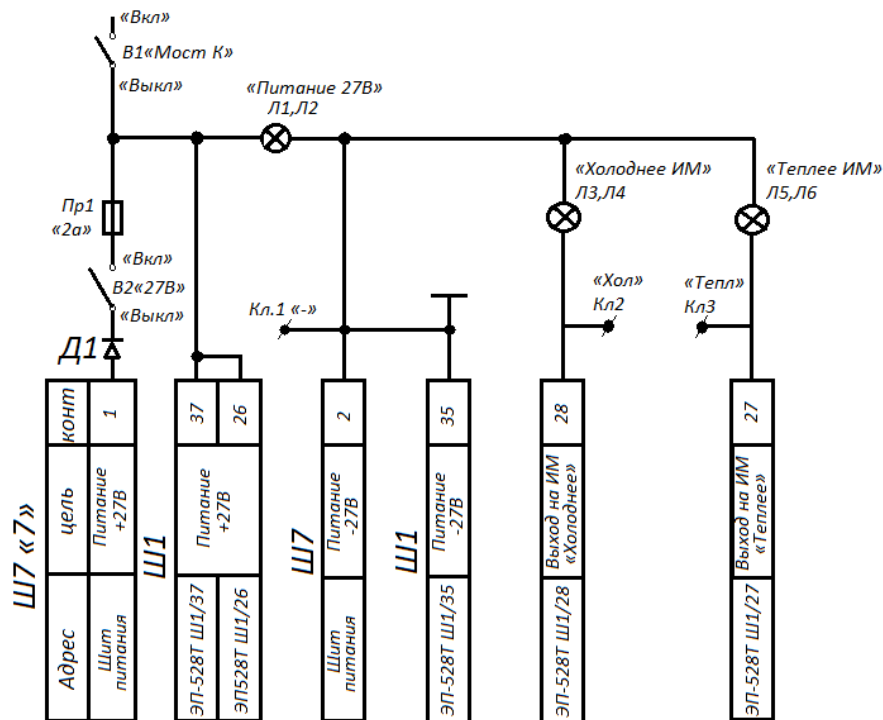 «Вкл»
В1«Мост К»
«Выкл»
«Питание 27В»
Л1,Л2
«Холоднее ИМ»
Л3,Л4
«Теплее ИМ»
Л5,Л6
Пр1
«2а»
«Вкл»
В2«27В»
«Выкл»
Д1
Кл.1 «-»
«Хол»
Кл2
«Тепл»
Кл3
Ш7 «7»
конт
цель
Адрес
1
Питание
+27В
Шит
питания
Ш1
37
26
Питание
+27В
ЭП-528Т Ш1/37
ЭП528Т Ш1/26
Ш7
2
Питание
-27В
Шит
питания
Ш1
35
Питание
-27В
ЭП-528Т Ш1/35
28
Выход на ИМ
«Холоднее»
ЭП-528Т Ш1/28
27
Выход на ИМ
«Теплее»
ЭП-528Т Ш1/27